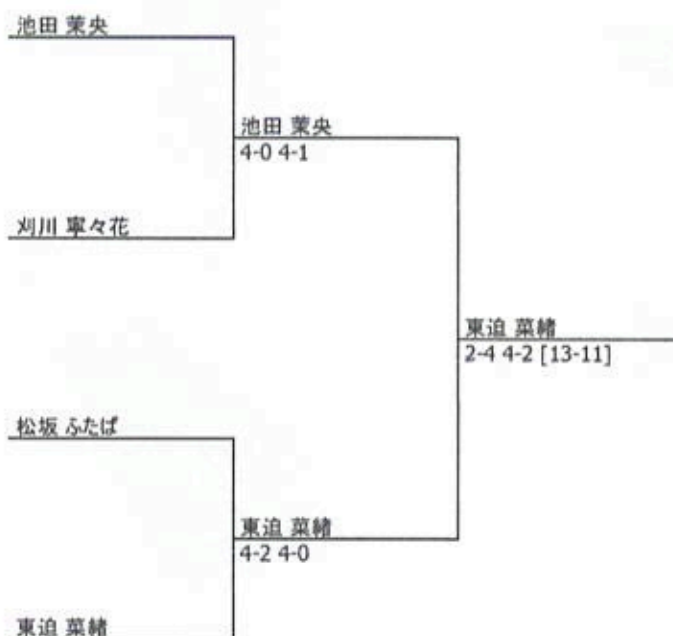 池田 茉央
池田 茉央
4-0 4-1
刈川 寧々花
東迫 菜緒
2-4 4-2 [13-11]
松坂 ふたば
東迫 菜緒
4-2 4-0
東迫 菜緒